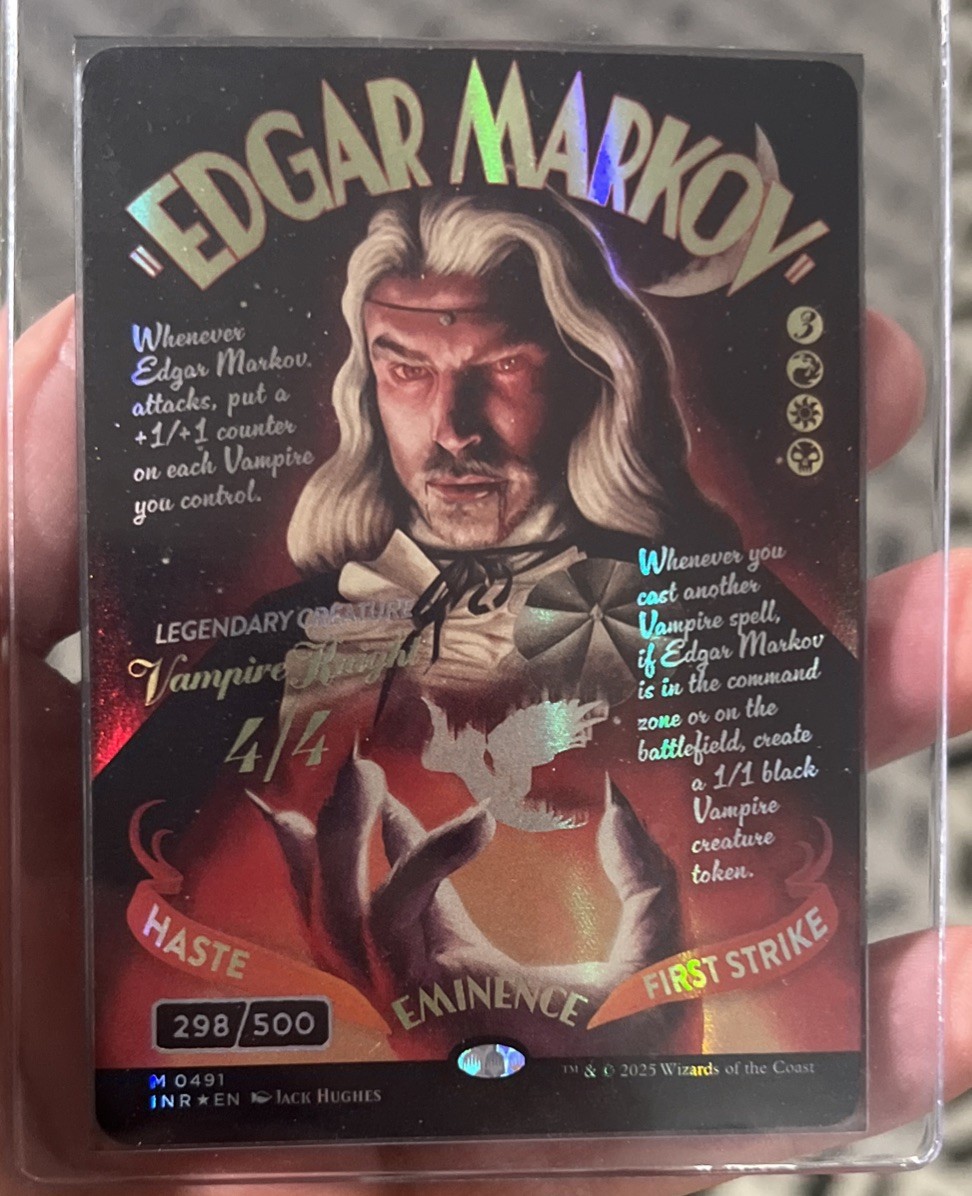 "EDGAR MARKOV"
Whenever
Edgar Markov
attacks, put a
+1/+1 counter
on each Vampire
you control.
3
LEGENDARY CREATURE
Vampire Knight
4/4
Whenever you
cast another
Vampire spell,
if Edgar Markov
is in the command
zone or on the
battlefield, create
a 1/1 black
Vampire
creature
token.
HASTE
EMINENCE
FIRST STRIKE
298/500
M 0491
INR★EN JACK HUGHES
™ & © 2025 Wizards of the Coast